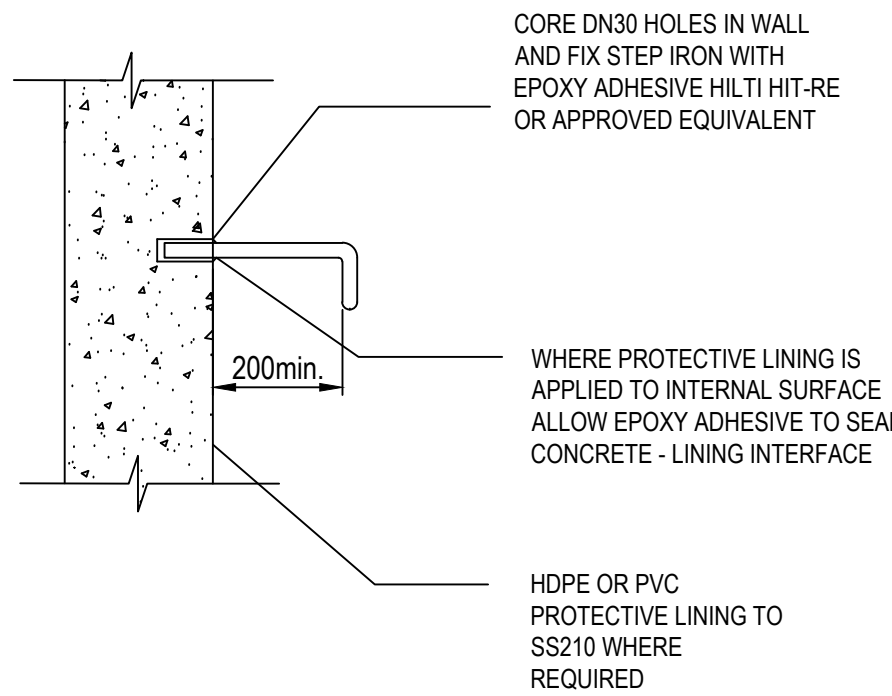 CORE DN30 HOLES IN WALL
AND FIX STEP IRON WITH
EPOXY ADHESIVE HILTI HIT-RE
OR APPROVED EQUIVALENT
200min.
WHERE PROTECTIVE LINING IS
APPLIED TO INTERNAL SURFACE
ALLOW EPOXY ADHESIVE TO SEAL
CONCRETE - LINING INTERFACE
HDPE OR PVC
PROTECTIVE LINING TO
SS210 WHERE
REQUIRED